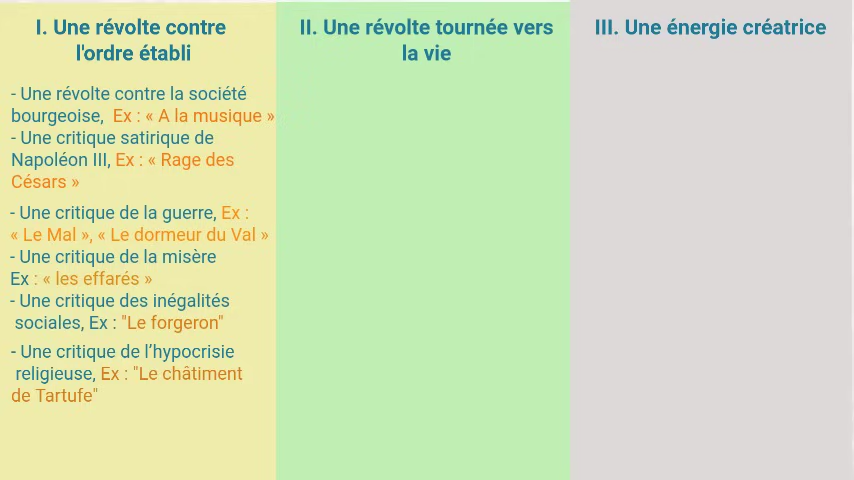 I. Une révolte contre
l'ordre établi
- Une révolte contre la société
bourgeoise, Ex : « A la musique »
- Une critique satirique de
Napoléon III, Ex : « Rage des
Césars »
- Une critique de la guerre, Ex :
« Le Mal », « Le dormeur du Val »
- Une critique de la misère
Ex : « les effarés »
- Une critique des inégalités
sociales, Ex : "Le forgeron"
- Une critique de l’hypocrisie
religieuse, Ex : "Le châtiment
de Tartufe"
II. Une révolte tournée vers
la vie
III. Une énergie créatrice